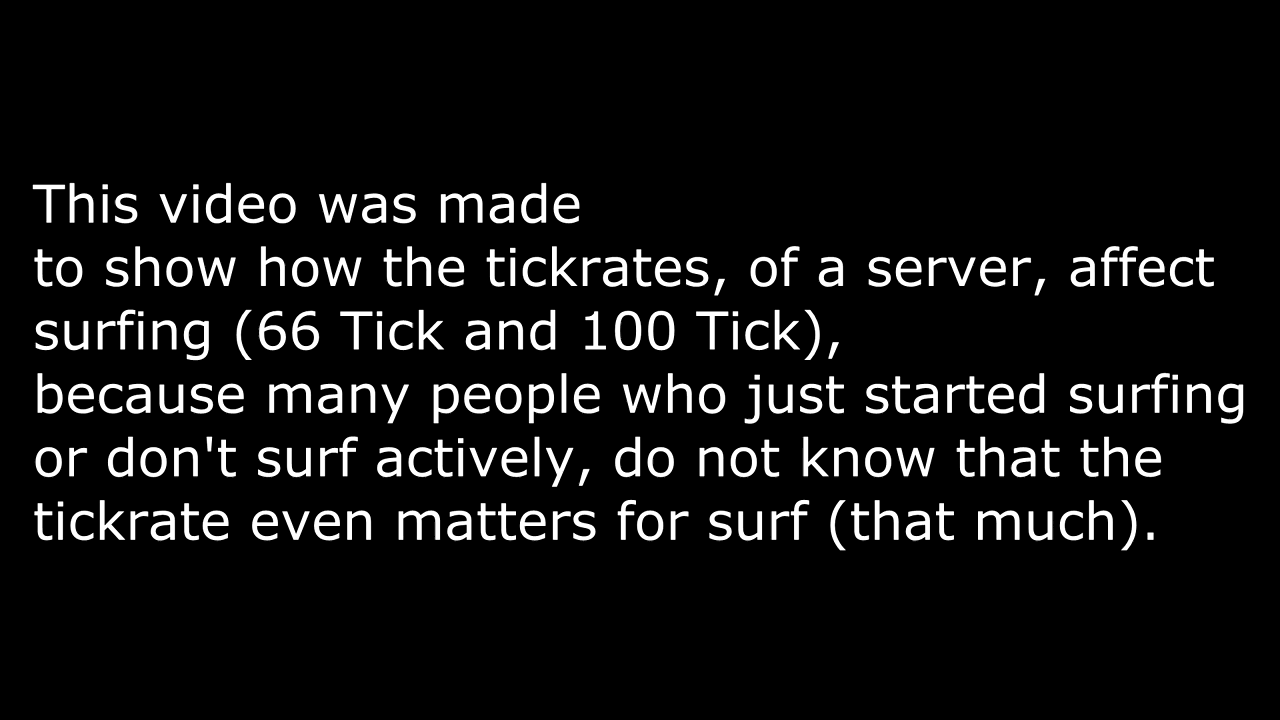 This video was made
to show how the tickrates, of a server, affect
surfing (66 Tick and 100 Tick),
because many people who just started surfing
or don't surf actively, do not know that the
tickrate even matters for surf (that much).